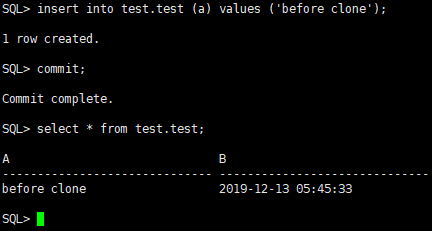 SQL> insert into test.test (a) values ('before clone');
1 row created.
SQL> commit;
Commit complete.
SQL> select * from test.test;
A                              B
------------------------------ ------------------------------
before clone                   2019-12-13 05:45:33
SQL>